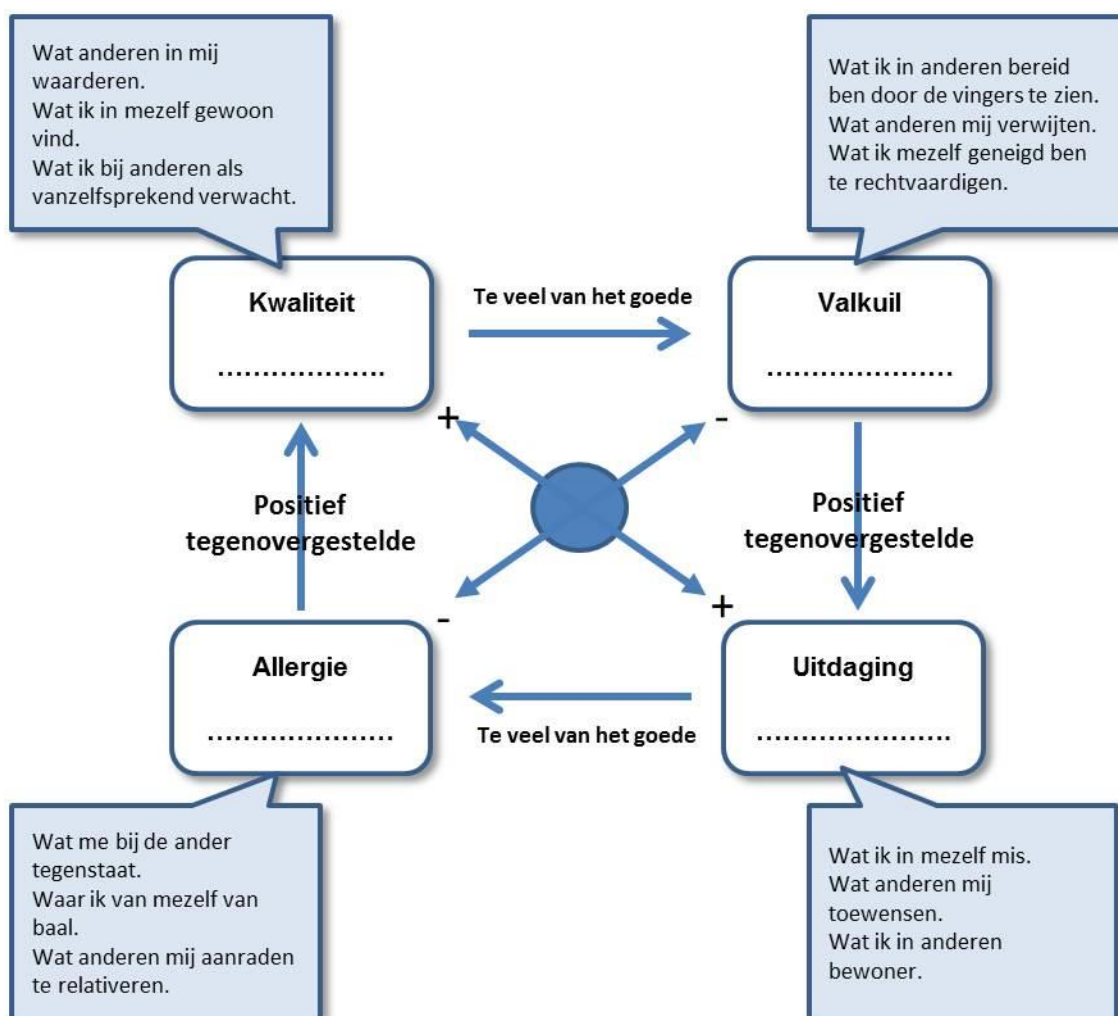 Wat anderen in mij
waarderen.
Wat ik in mezelf gewoon
vind.
Wat ik bij anderen als
vanzelfsprekend verwacht.
Wat ik in anderen bereid
ben door de vingers te zien.
Wat anderen mij verwijten.
Wat ik mezelf geneigd ben
te rechtvaardigen.
Kwaliteit
...................
Te veel van het goede
Valkuil
.....................
+
-
Positief
tegenovergestelde
Positief
tegenovergestelde
-
+
Allergie
.....................
Te veel van het goede
Uitdaging
......................
Wat me bij de ander
tegenstaat.
Waar ik van mezelf van
baal.
Wat anderen mij aanraden
te relativeren.
Wat ik in mezelf mis.
Wat anderen mij
toewensen.
Wat ik in anderen
bewoner.